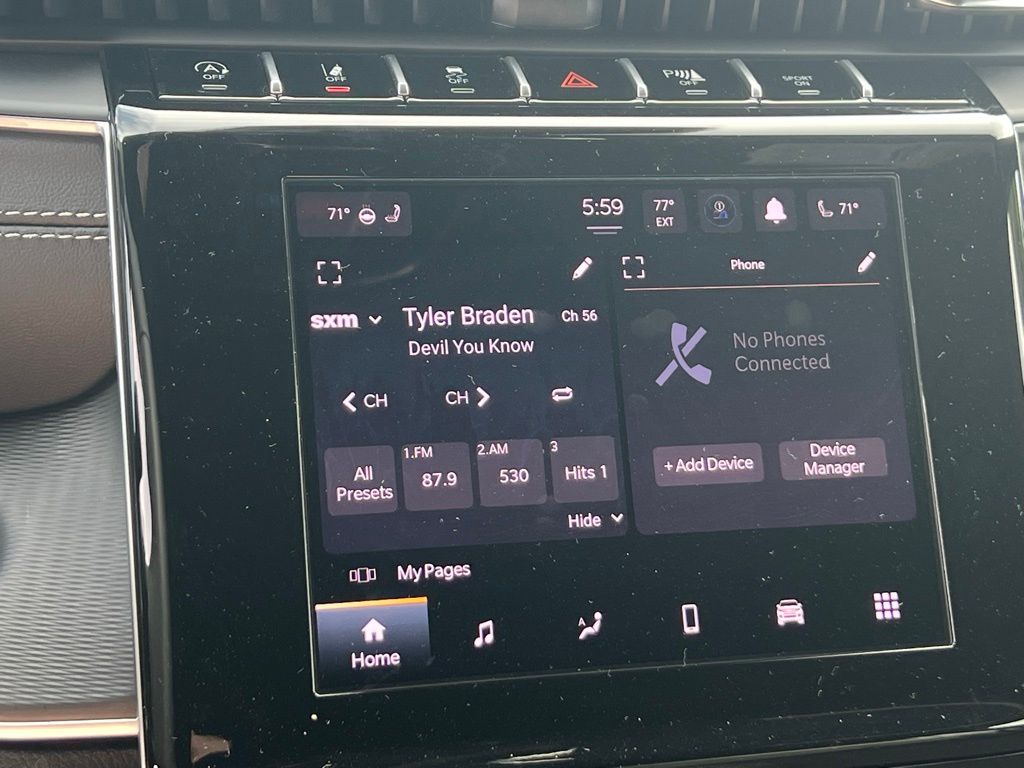 OFF
OFF
OFF
P OFF
SPORT
ON
71°
5:59
77°
EXT
71°
Phone
sxm
Tyler Braden
Ch 56
Devil You Know
No Phones
Connected
CH
CH
All
Presets
1.FM
87.9
2.AM
530
3
Hits 1
+ Add Device
Device
Manager
Hide
My Pages
Home